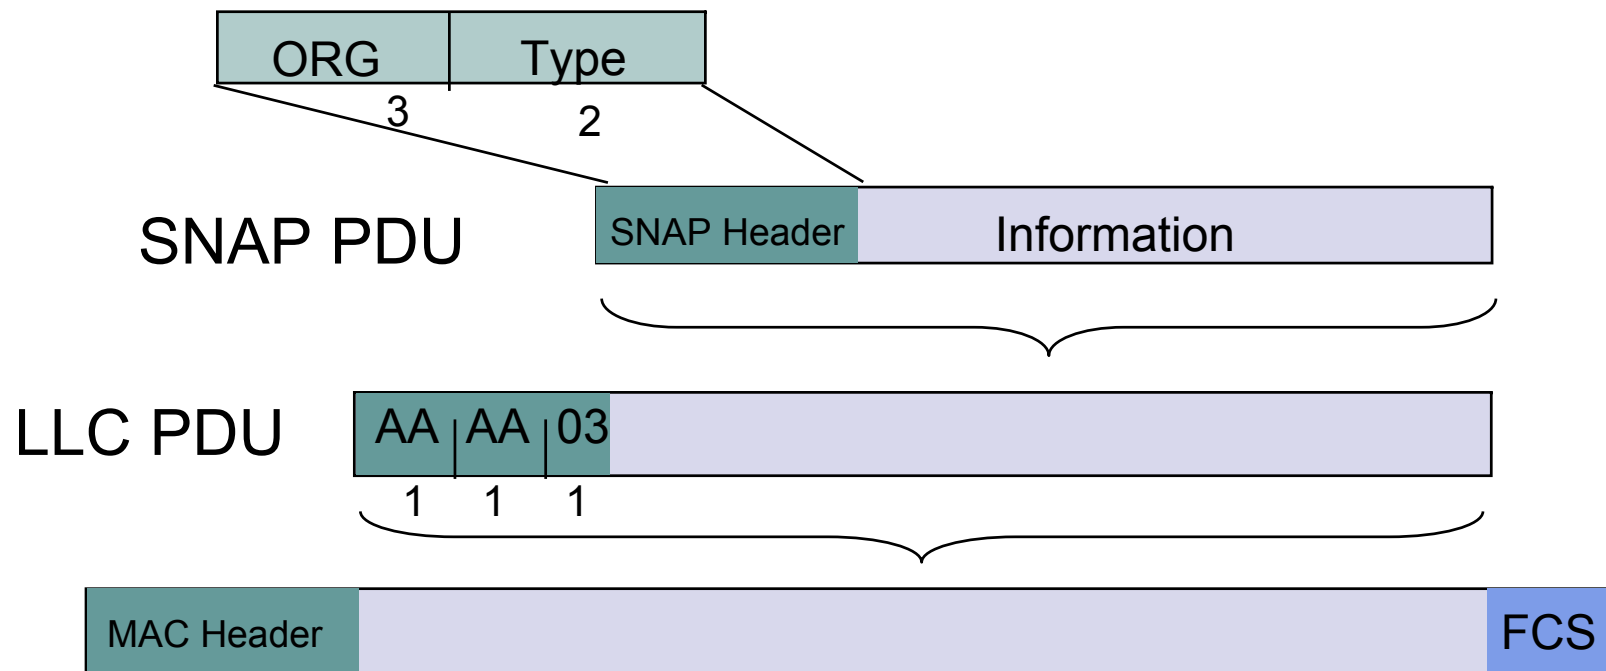 ORG Type
3 2
SNAP PDU SNAP Header Information
LLC PDU AA AA 03
1 1 1
MAC Header FCS